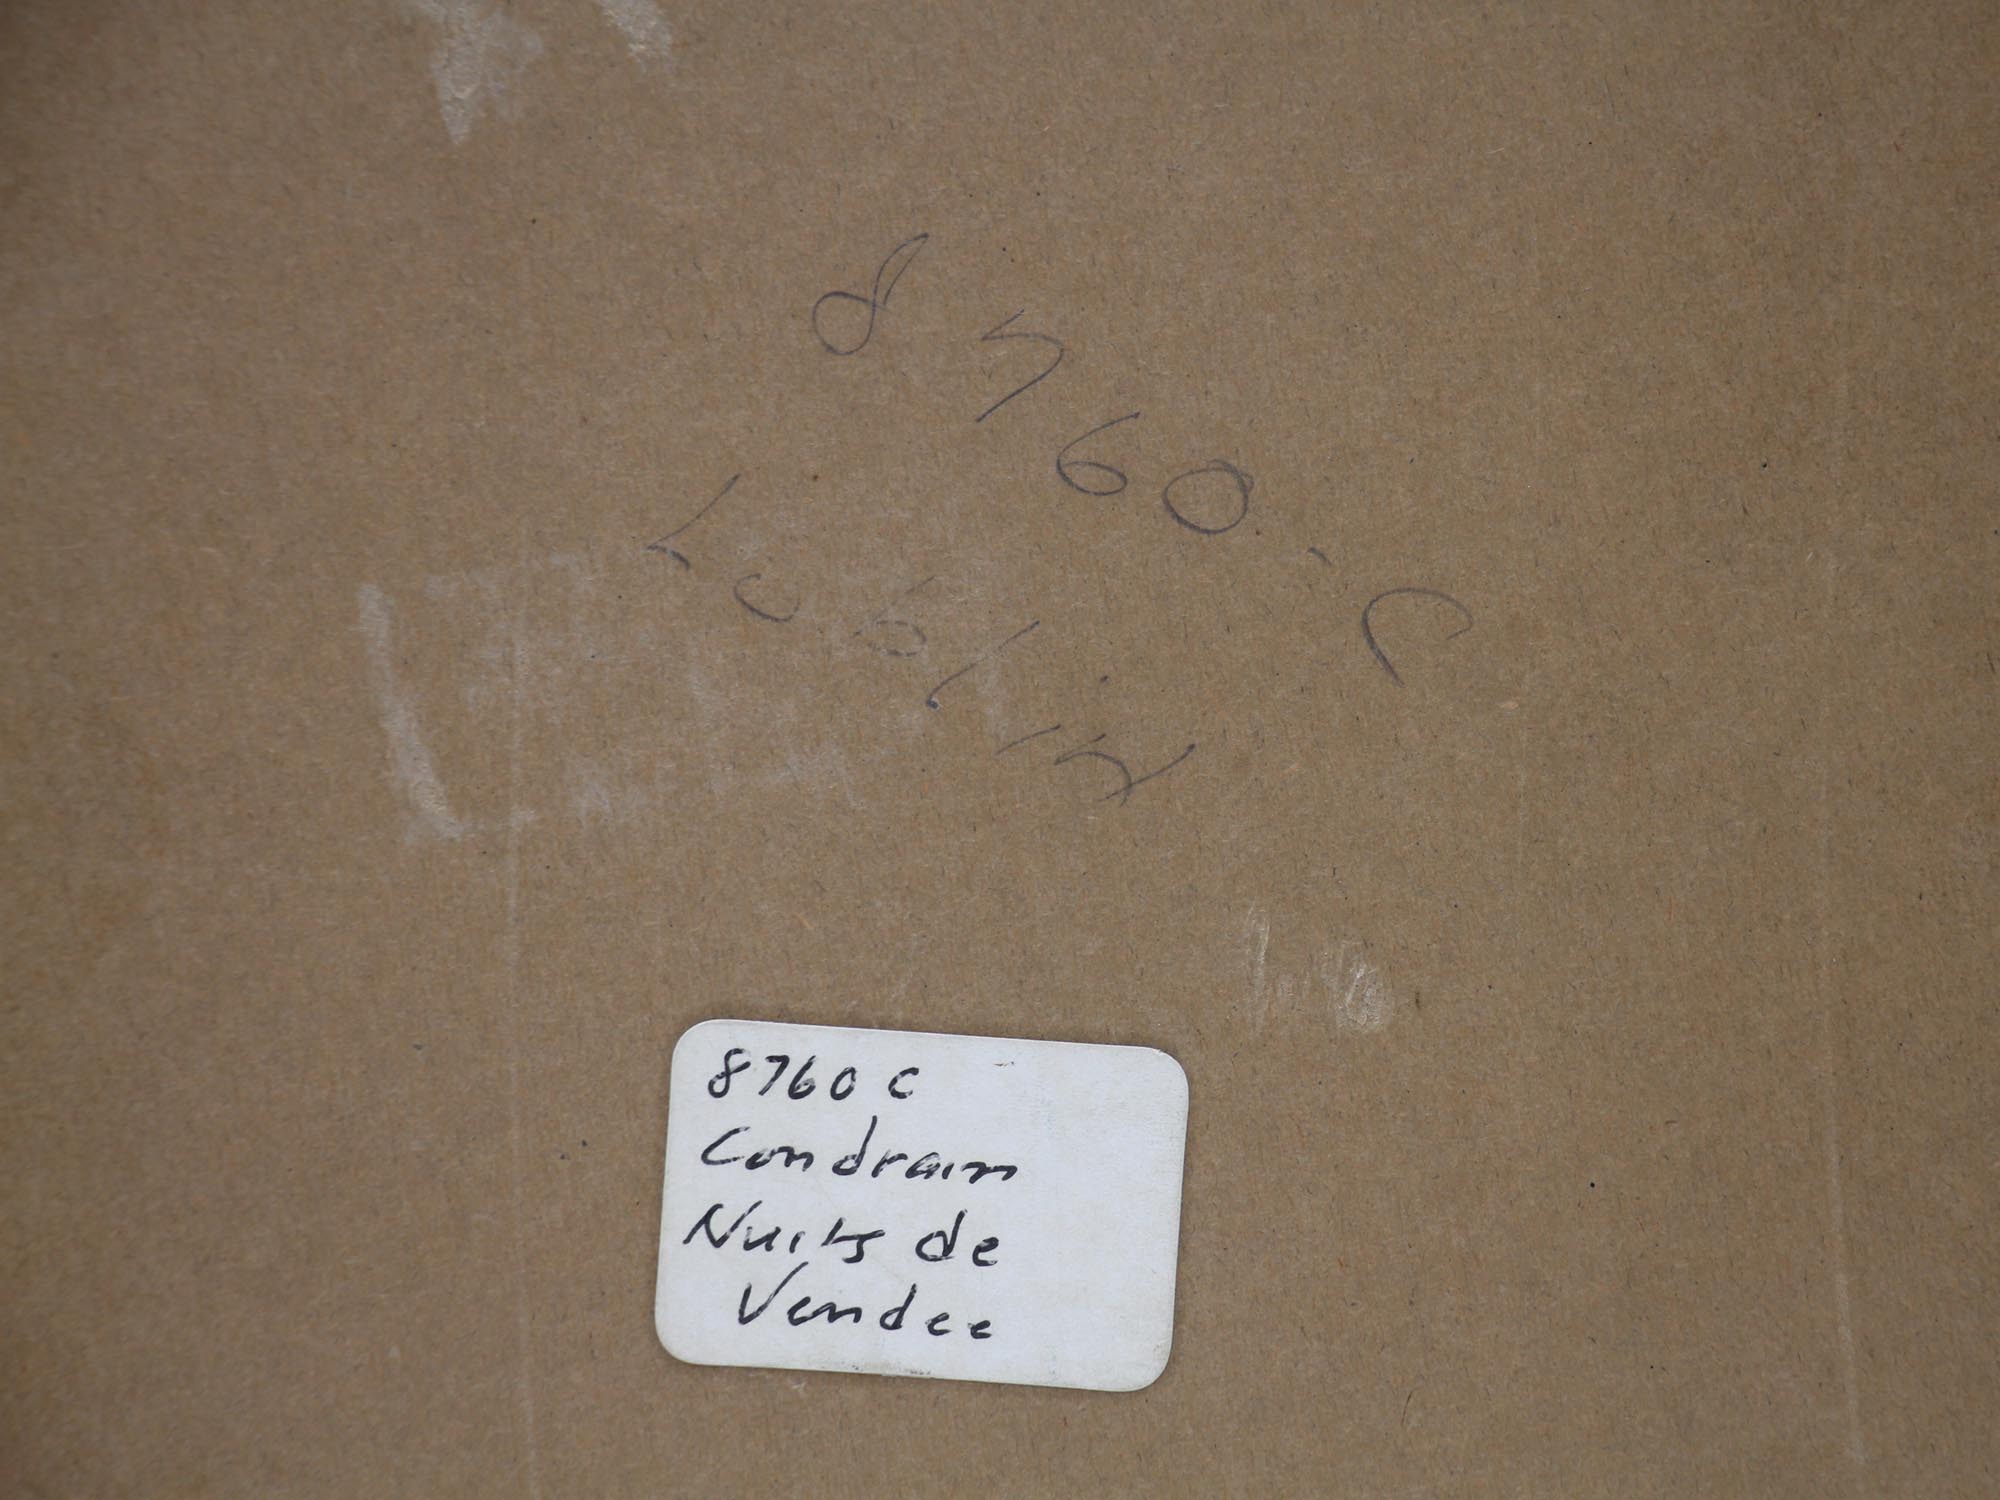 8760.C
Lublin
8760 C
Condrain
Nuits de
Vendee